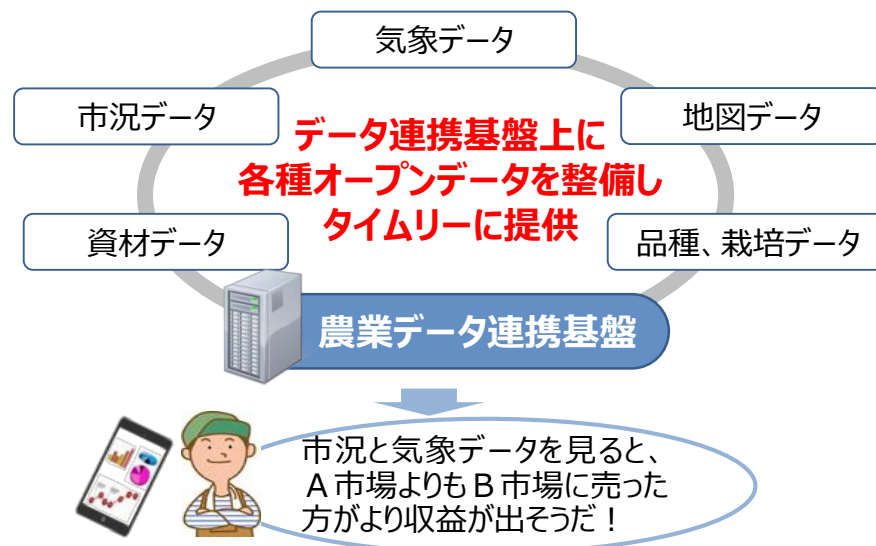 気象データ
市況データ
地図データ
データ連携基盤上に
各種オープンデータを整備し
タイムリーに提供
資材データ
品種、栽培データ
農業データ連携基盤
市況と気象データを見ると、
Ａ市場よりもＢ市場に売った
方がより収益が出そうだ！